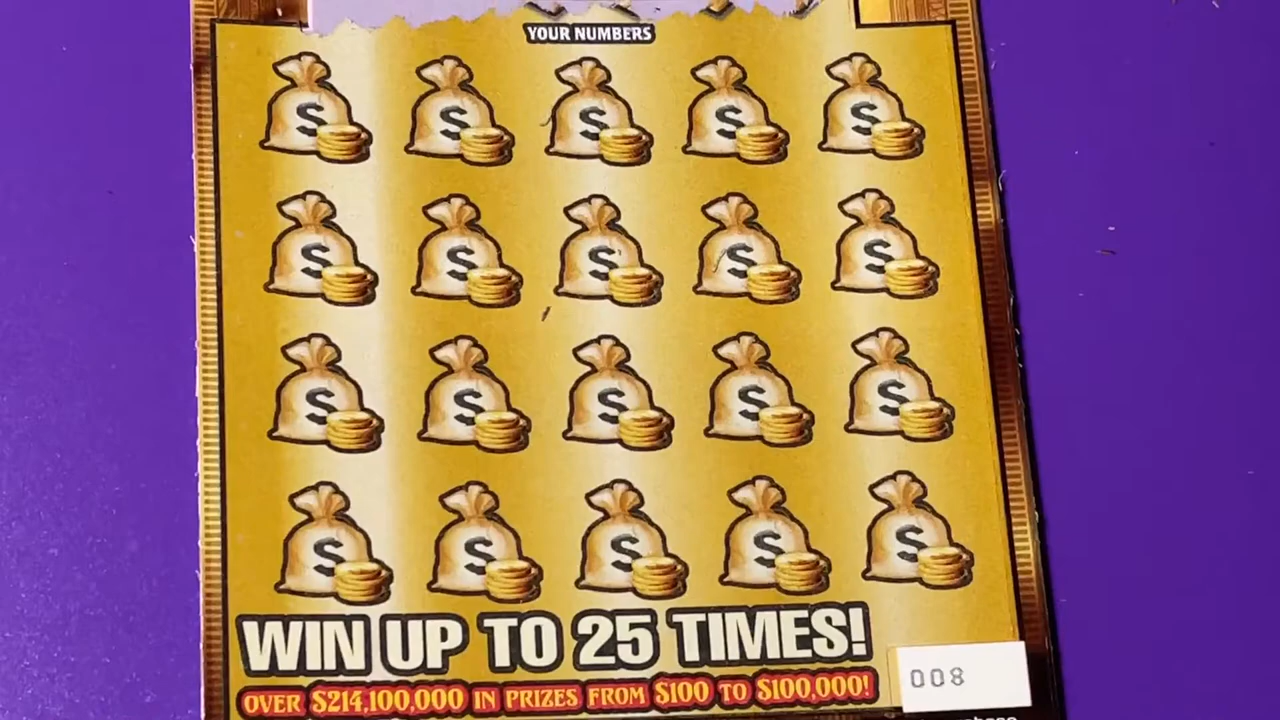 YOUR NUMBERS
$ $ $ $ $
$ $ $ $ $
$ $ $ $ $
$ $ $ $ $
WIN UP TO 25 TIMES!
OVER $214,100,000 IN PRIZES FROM $100 TO $100,000!
008